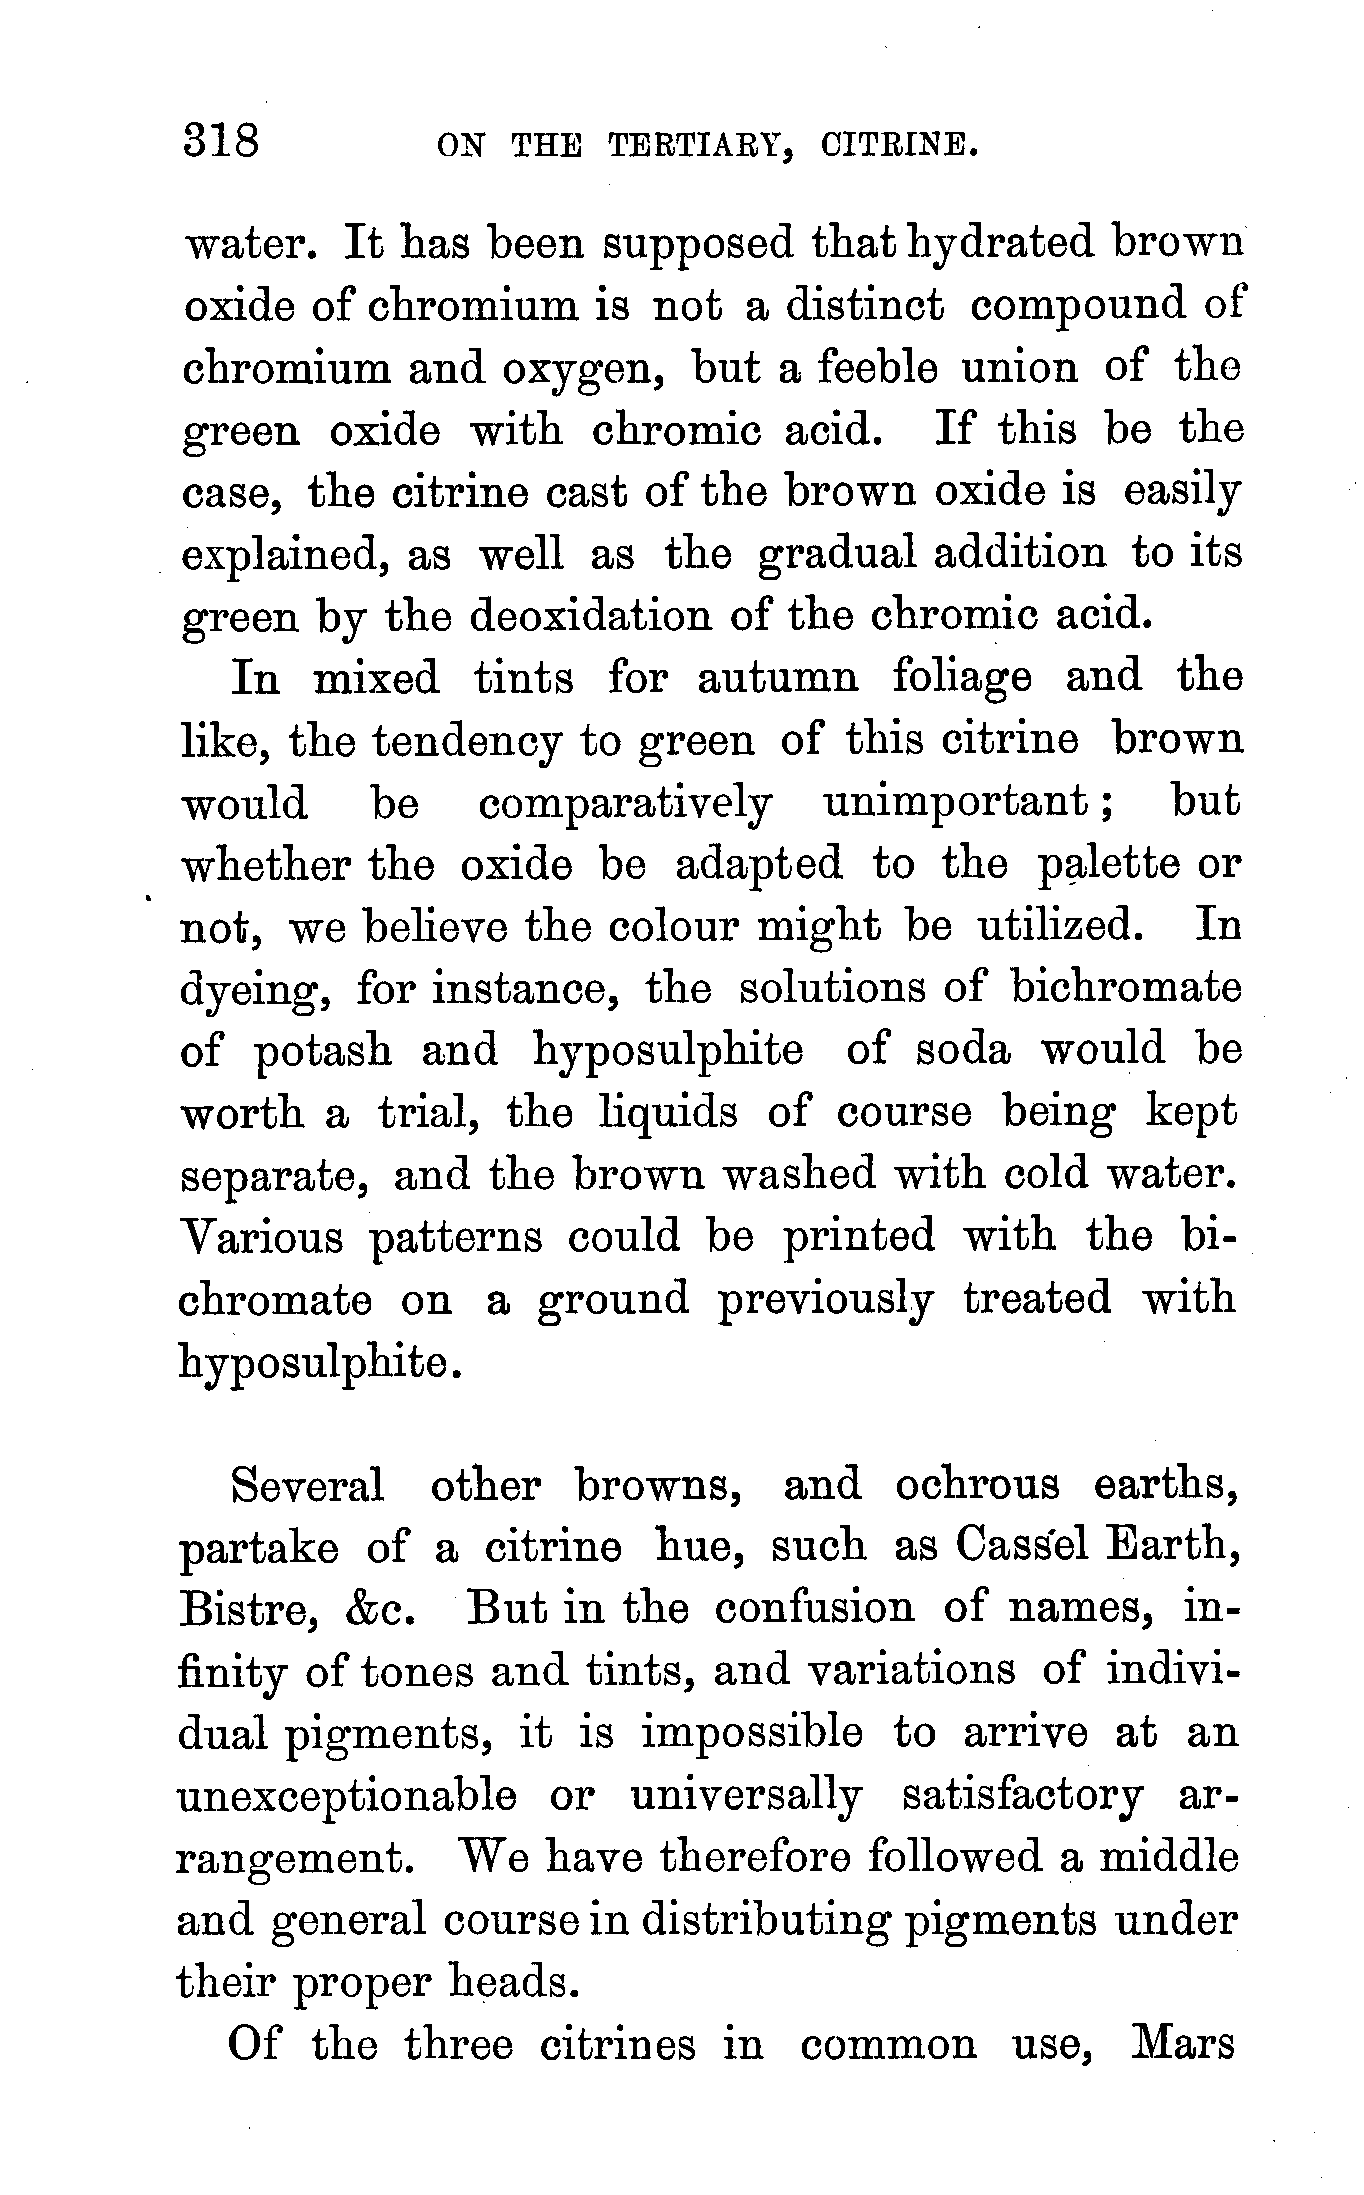 318 ON THE TERTIARY, CITRINE.
water. It has been supposed that hydrated brown
oxide of chromium is not a distinct compound of
chromium and oxygen, but a feeble union of the
green oxide with chromic acid. If this be the
case, the citrine cast of the brown oxide is easily
explained, as well as the gradual addition to its
green by the deoxidation of the chromic acid.
In mixed tints for autumn foliage and the
like, the tendency to green of this citrine brown
would be comparatively unimportant; but
whether the oxide be adapted to the palette or
not, we believe the colour might be utilized. In
dyeing, for instance, the solutions of bichromate
of potash and hyposulphite of soda would be
worth a trial, the liquids of course being kept
separate, and the brown washed with cold water.
Various patterns could be printed with the bi-
chromate on a ground previously treated with
hyposulphite.
Several other browns, and ochrous earths,
partake of a citrine hue, such as Cassel Earth,
Bistre, &c. But in the confusion of names, in-
finity of tones and tints, and variations of indivi-
dual pigments, it is impossible to arrive at an
unexceptionable or universally satisfactory ar-
rangement. We have therefore followed a middle
and general course in distributing pigments under
their proper heads.
Of the three citrines in common use, Mars